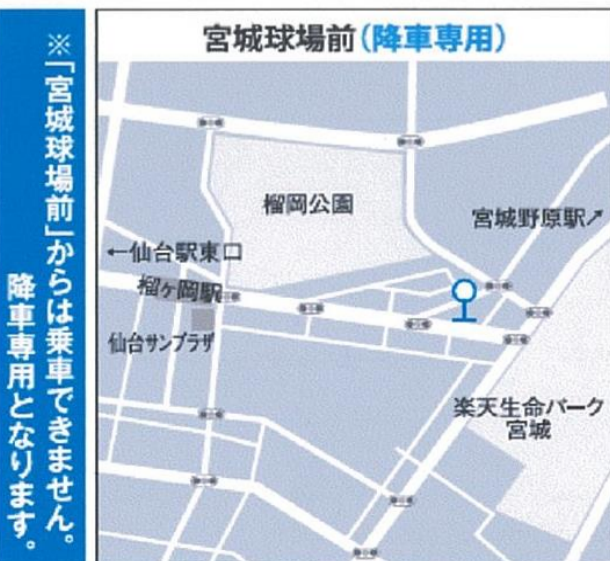 宮城球場前(降車専用)
※「宮城球場前」からは乗車できません。
降車専用となります。
榴岡公園
宮城野原駅↗
←仙台駅東口
榴ヶ岡駅
仙台サンプラザ
楽天生命パーク
宮城